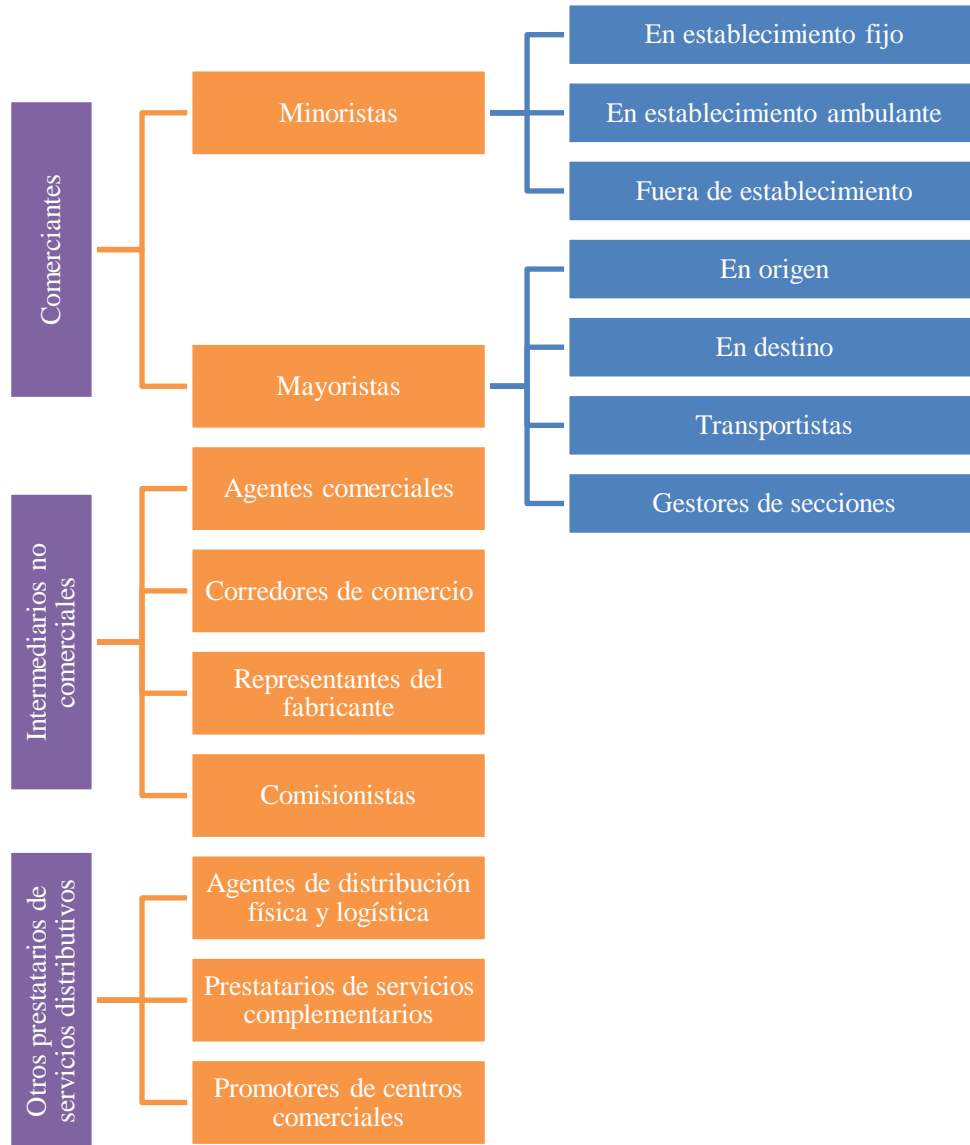 Comerciantes
Minoristas
En establecimiento fijo
En establecimiento ambulante
Fuera de establecimiento
Mayoristas
En origen
En destino
Transportistas
Gestores de secciones
Intermediarios no
comerciales
Agentes comerciales
Corredores de comercio
Representantes del
fabricante
Comisionistas
Otros prestatarios de
servicios distributivos
Agentes de distribución
física y logística
Prestatarios de servicios
complementarios
Promotores de centros
comerciales